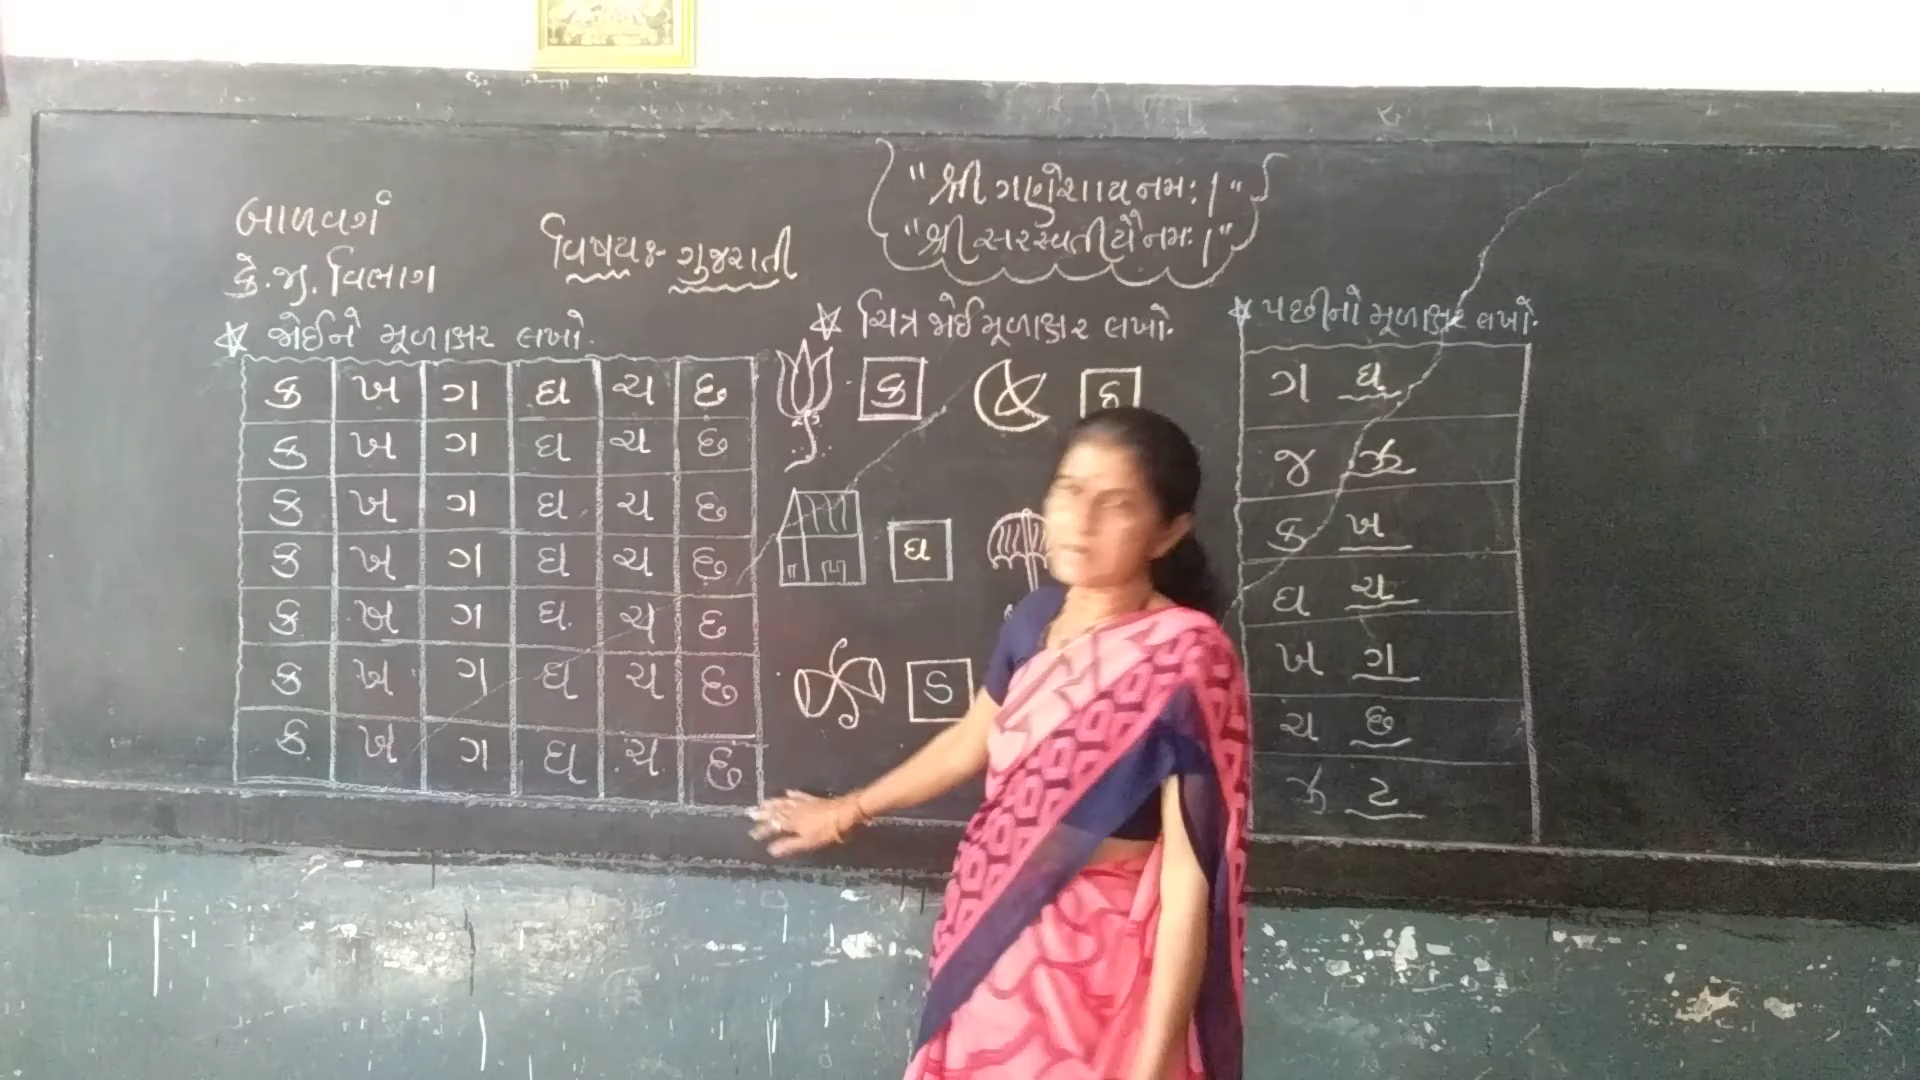 "શ્રી ગણેશાય નમઃ।"
"શ્રી સરસ્વતીયૈ નમઃ।"
બાળવર્ગ
કે.જી. વિભાગ
વિષયઃ- ગુજરાતી
જોઈને મૂળાક્ષર લખો.
ક ખ ગ ઘ ચ છ
ક ખ ગ ઘ ચ છ
ક ખ ગ ઘ ચ છ
ક ખ ગ ઘ ચ છ
ક ખ ગ ઘ ચ છ
ક ખ ગ ઘ ચ છ
ક ખ ગ ઘ ચ છ
ચિત્ર જોઈ મૂળાક્ષર લખો.
ક
ઘ
ડ
પછીનો મૂળાક્ષર લખો.
ગ ઘ
જ ઝ
ક ખ
ઘ ચ
ખ ગ
ચ છ
ઝ ટ